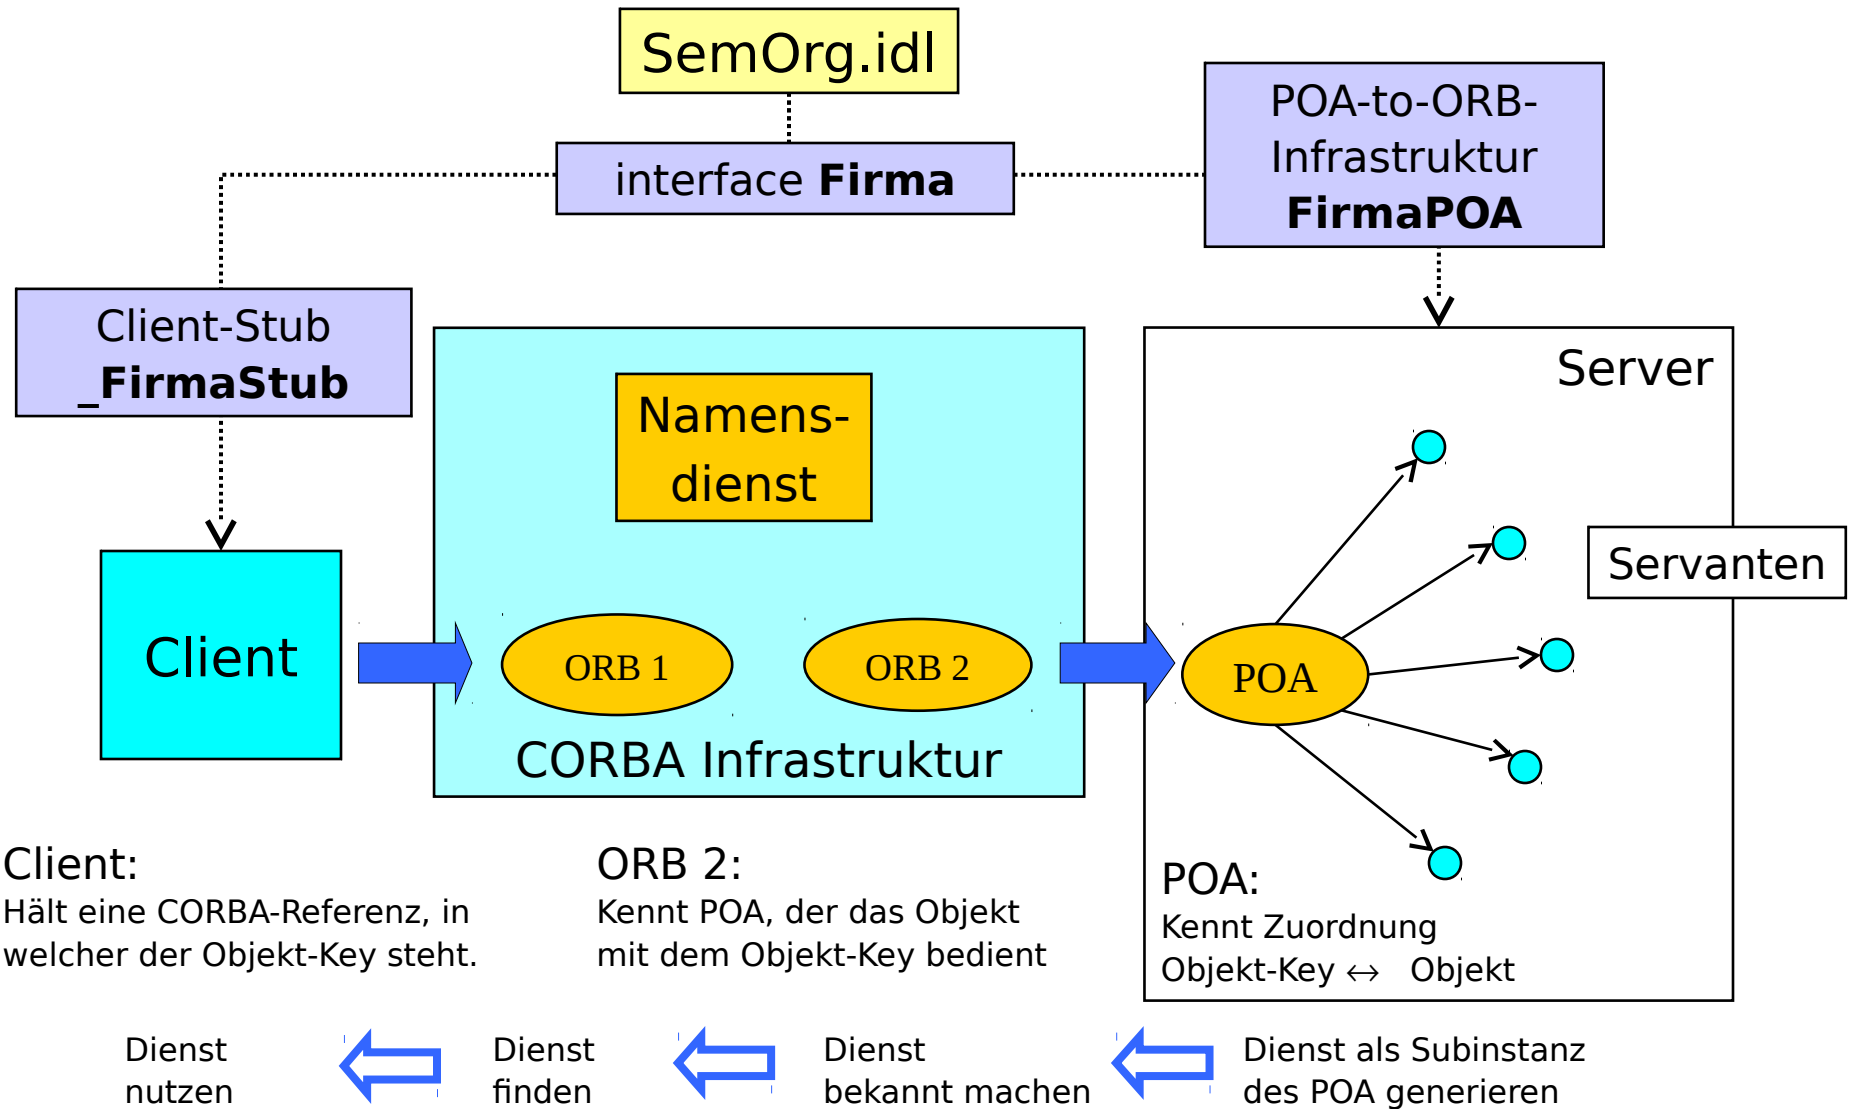 SemOrg.idl
interface Firma
POA-to-ORB-
Infrastruktur
FirmaPOA
Client-Stub
_FirmaStub
Server
Namens-
dienst
Servanten
Client
ORB 1
ORB 2
POA
CORBA Infrastruktur
Client:
Hält eine CORBA-Referenz, in
welcher der Objekt-Key steht.
ORB 2:
Kennt POA, der das Objekt
mit dem Objekt-Key bedient
POA:
Kennt Zuordnung
Objekt-Key ↔ Objekt
Dienst
nutzen
Dienst
finden
Dienst
bekannt machen
Dienst als Subinstanz
des POA generieren